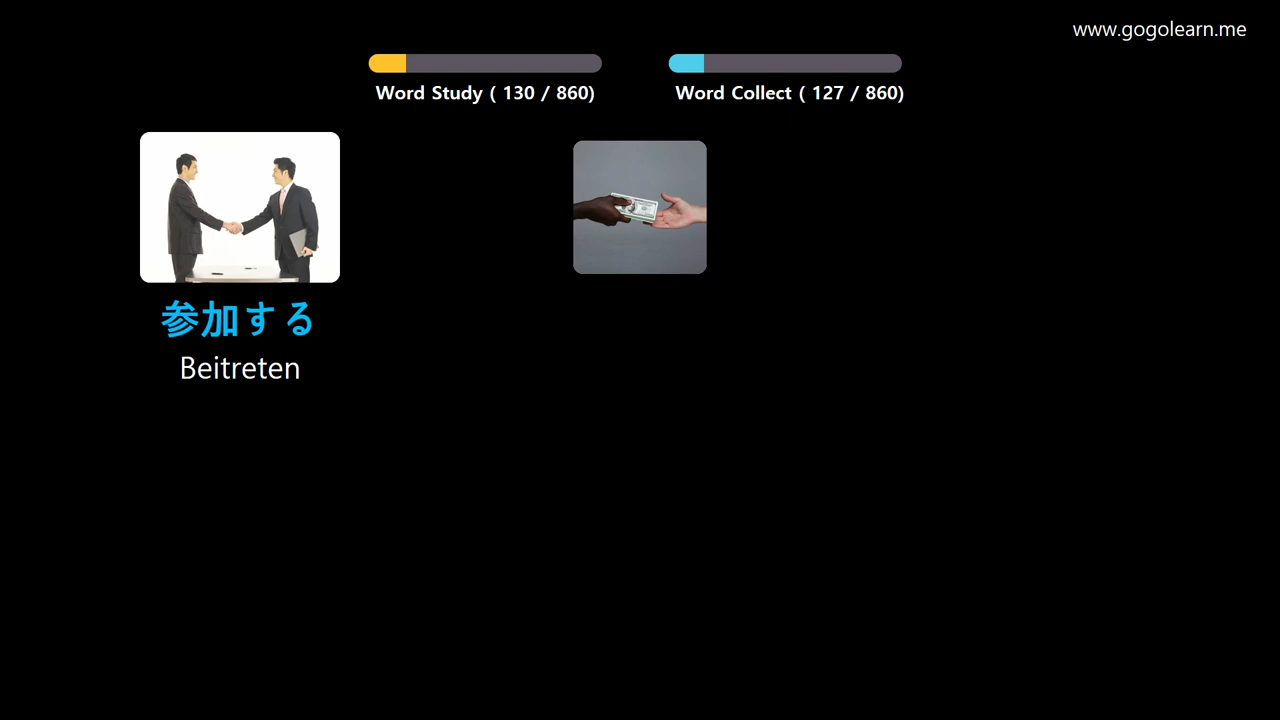 www.gogolearn.me
Word Study ( 130 / 860)
Word Collect ( 127 / 860)
参加する
Beitreten